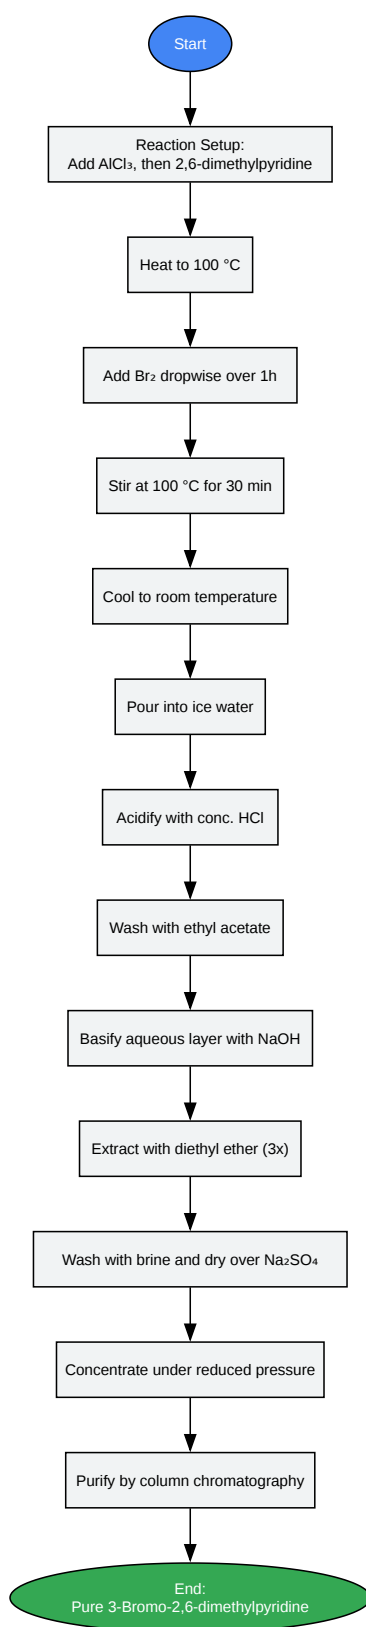 Start
Reaction Setup:
Add AlCl₃, then 2,6-dimethylpyridine
Heat to 100 °C
Add Br₂ dropwise over 1h
Stir at 100 °C for 30 min
Cool to room temperature
Pour into ice water
Acidify with conc. HCl
Wash with ethyl acetate
Basify aqueous layer with NaOH
Extract with diethyl ether (3x)
Wash with brine and dry over Na₂SO₄
Concentrate under reduced pressure
Purify by column chromatography
End:
Pure 3-Bromo-2,6-dimethylpyridine